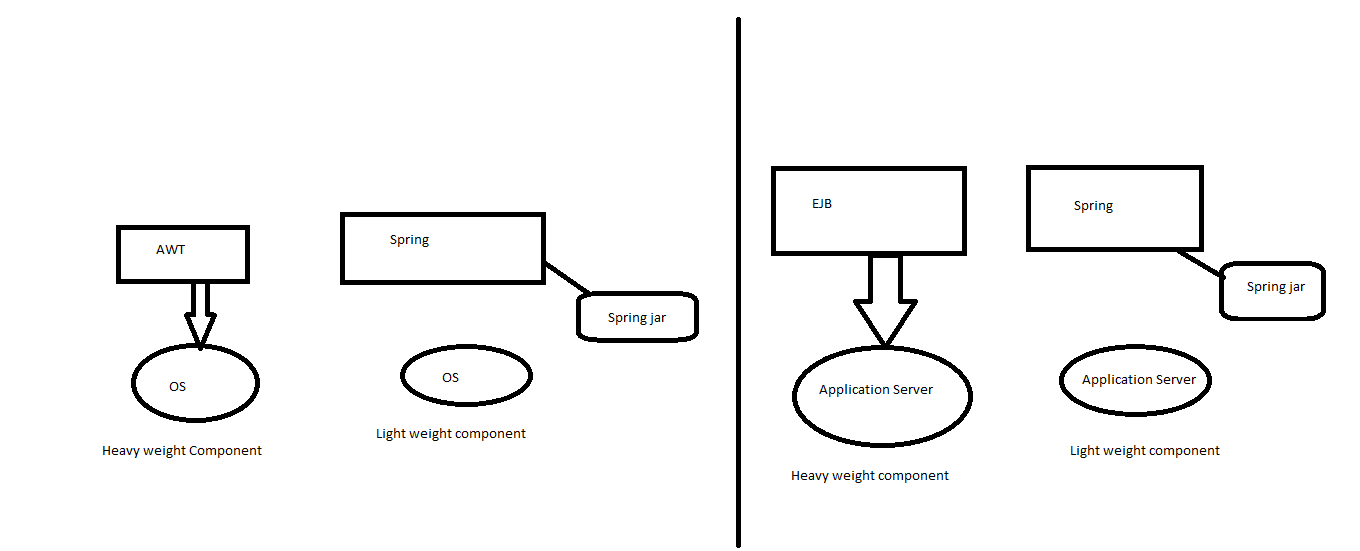 AWT
OS
Heavy weight Component
Spring
Spring jar
OS
Light weight component
EJB
Application Server
Heavy weight component
Spring
Spring jar
Application Server
Light weight component